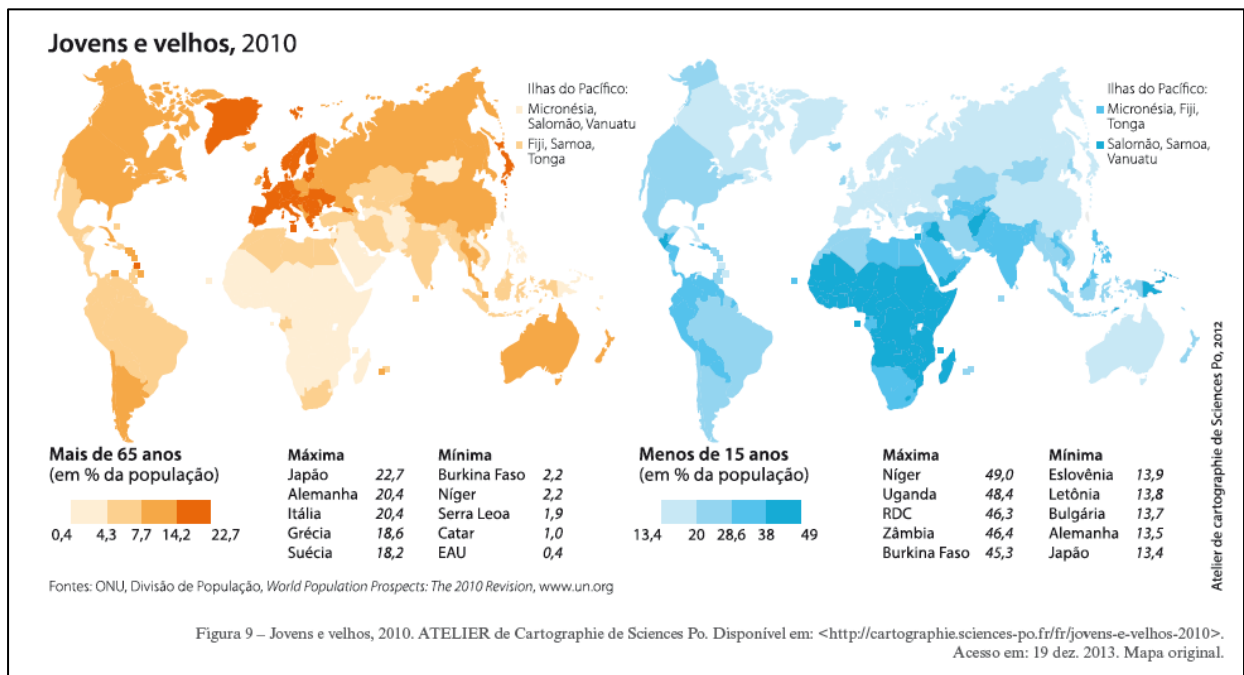 Jovens e velhos, 2010
Ilhas do Pacífico:
Micronésia,
Salomão, Vanuatu
Fiji, Samoa,
Tonga
Ilhas do Pacífico:
Micronésia, Fiji,
Tonga
Salomão, Samoa,
Vanuatu
Mais de 65 anos
(em % da população)
0,4 4,3 7,7 14,2 22,7
Máxima
Japão 22,7
Alemanha 20,4
Itália 20,4
Grécia 18,6
Suécia 18,2
Mínima
Burkina Faso 2,2
Níger 2,2
Serra Leoa 1,9
Catar 1,0
EAU 0,4
Menos de 15 anos
(em % da população)
13,4 20 28,6 38 49
Máxima
Níger 49,0
Uganda 48,4
RDC 46,3
Zâmbia 46,4
Burkina Faso 45,3
Mínima
Eslovênia 13,9
Letônia 13,8
Bulgária 13,7
Alemanha 13,5
Japão 13,4
Atelier de cartographie de Sciences Po, 2012
Fontes: ONU, Divisão de População, World Population Prospects: The 2010 Revision, www.un.org
Figura 9 – Jovens e velhos, 2010. ATELIER de Cartographie de Sciences Po. Disponível em: <http://cartographie.sciences-po.fr/fr/jovens-e-velhos-2010>.
Acesso em: 19 dez. 2013. Mapa original.